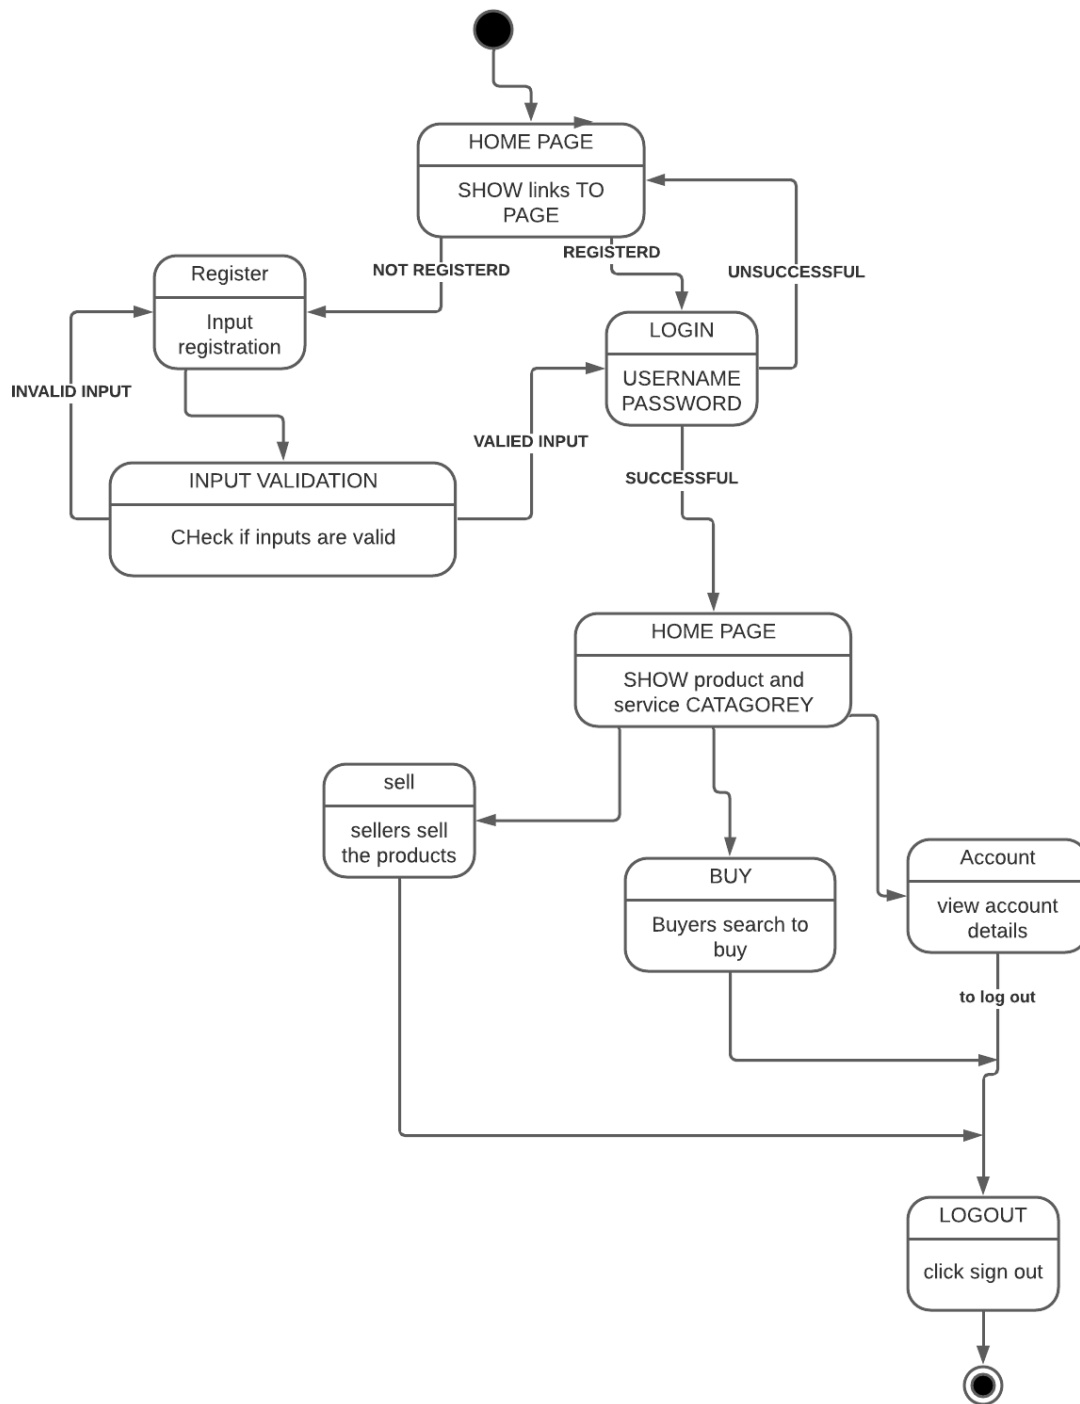 HOME PAGE
SHOW links TO
PAGE
NOT REGISTERD
REGISTERD
UNSUCCESSFUL
Register
Input
registration
LOGIN
USERNAME
PASSWORD
INVALID INPUT
VALIED INPUT
SUCCESSFUL
INPUT VALIDATION
CHeck if inputs are valid
HOME PAGE
SHOW product and
service CATAGOREY
sell
sellers sell
the products
BUY
Buyers search to
buy
Account
view account
details
to log out
LOGOUT
click sign out